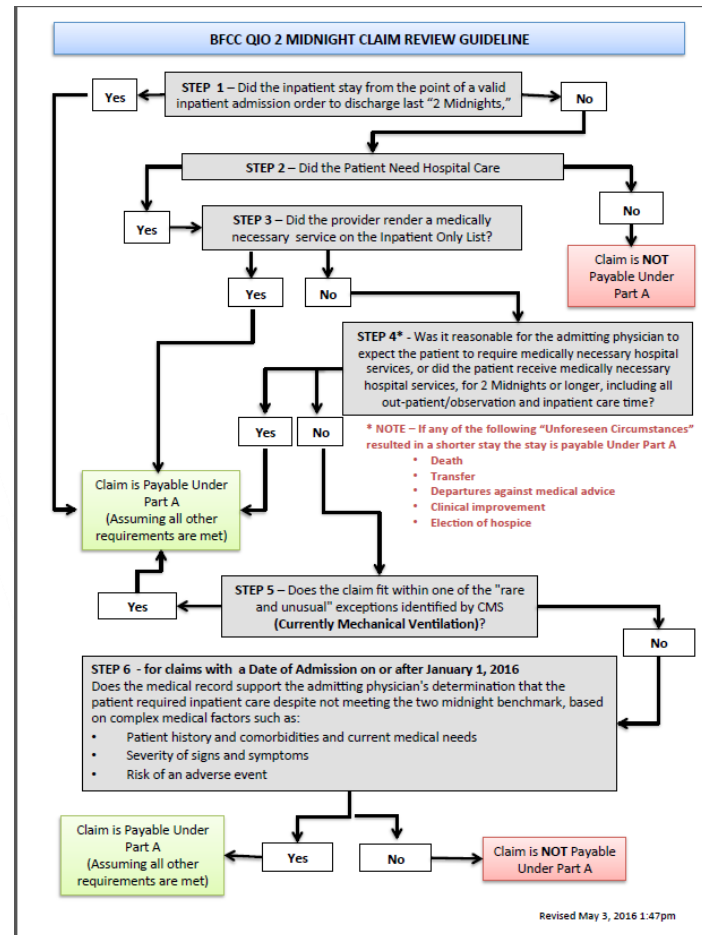 BFCC QIO 2 MIDNIGHT CLAIM REVIEW GUIDELINE
STEP 1 – Did the inpatient stay from the point of a valid
inpatient admission order to discharge last “2 Midnights,”
Yes
No
STEP 2 – Did the Patient Need Hospital Care
Yes
No
STEP 3 – Did the provider render a medically
necessary service on the Inpatient Only List?
Claim is NOT
Payable Under
Part A
Yes
No
STEP 4* - Was it reasonable for the admitting physician to
expect the patient to require medically necessary hospital
services, or did the patient receive medically necessary
hospital services, for 2 Midnights or longer, including all
out-patient/observation and inpatient care time?
Yes
No
* NOTE – If any of the following “Unforeseen Circumstances”
resulted in a shorter stay the stay is payable Under Part A
• Death
• Transfer
• Departures against medical advice
• Clinical improvement
• Election of hospice
Claim is Payable Under
Part A
(Assuming all other
requirements are met)
STEP 5 – Does the claim fit within one of the "rare
and unusual" exceptions identified by CMS
(Currently Mechanical Ventilation)?
Yes
No
STEP 6 - for claims with a Date of Admission on or after January 1, 2016
Does the medical record support the admitting physician's determination that the
patient required inpatient care despite not meeting the two midnight benchmark, based
on complex medical factors such as:
• Patient history and comorbidities and current medical needs
• Severity of signs and symptoms
• Risk of an adverse event
Claim is Payable Under
Part A
(Assuming all other
requirements are met)
Yes
No
Claim is NOT Payable
Under Part A
Revised May 3, 2016 1:47pm